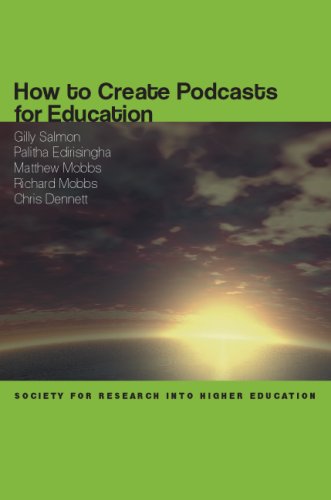 How to Create Podcasts
for Education
Gilly Salmon
Palitha Edirisingha
Matthew Mobbs
Richard Mobbs
Chris Dennett
SOCIETY FOR RESEARCH INTO HIGHER EDUCATION